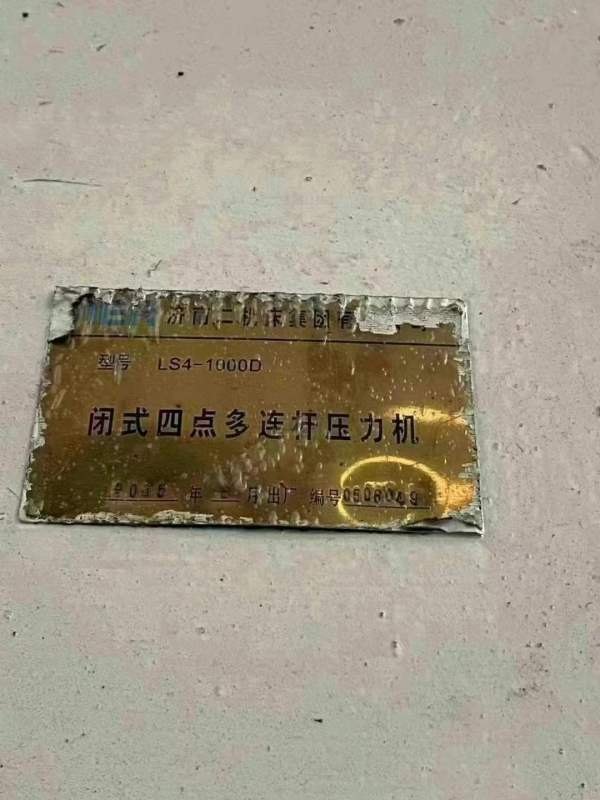 济南二机床集团有
型号 LS4-1000D
闭式四点多连杆压力机
年 月出厂 编号0508049